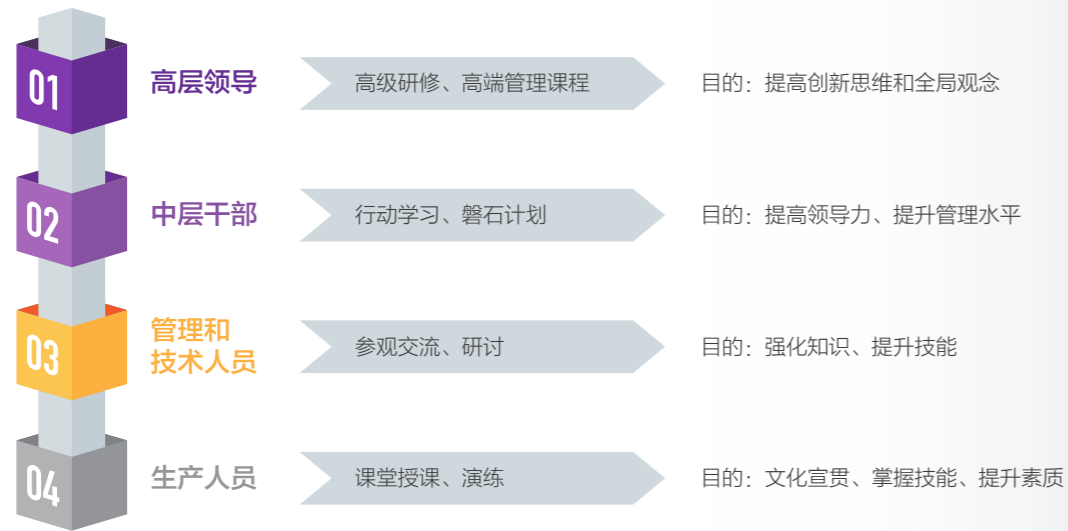 01
高层领导
高级研修、高端管理课程
目的：提高创新思维和全局观念
02
中层干部
行动学习、磐石计划
目的：提高领导力、提升管理水平
03
管理和
技术人员
参观交流、研讨
目的：强化知识、提升技能
04
生产人员
课堂授课、演练
目的：文化宣贯、掌握技能、提升素质